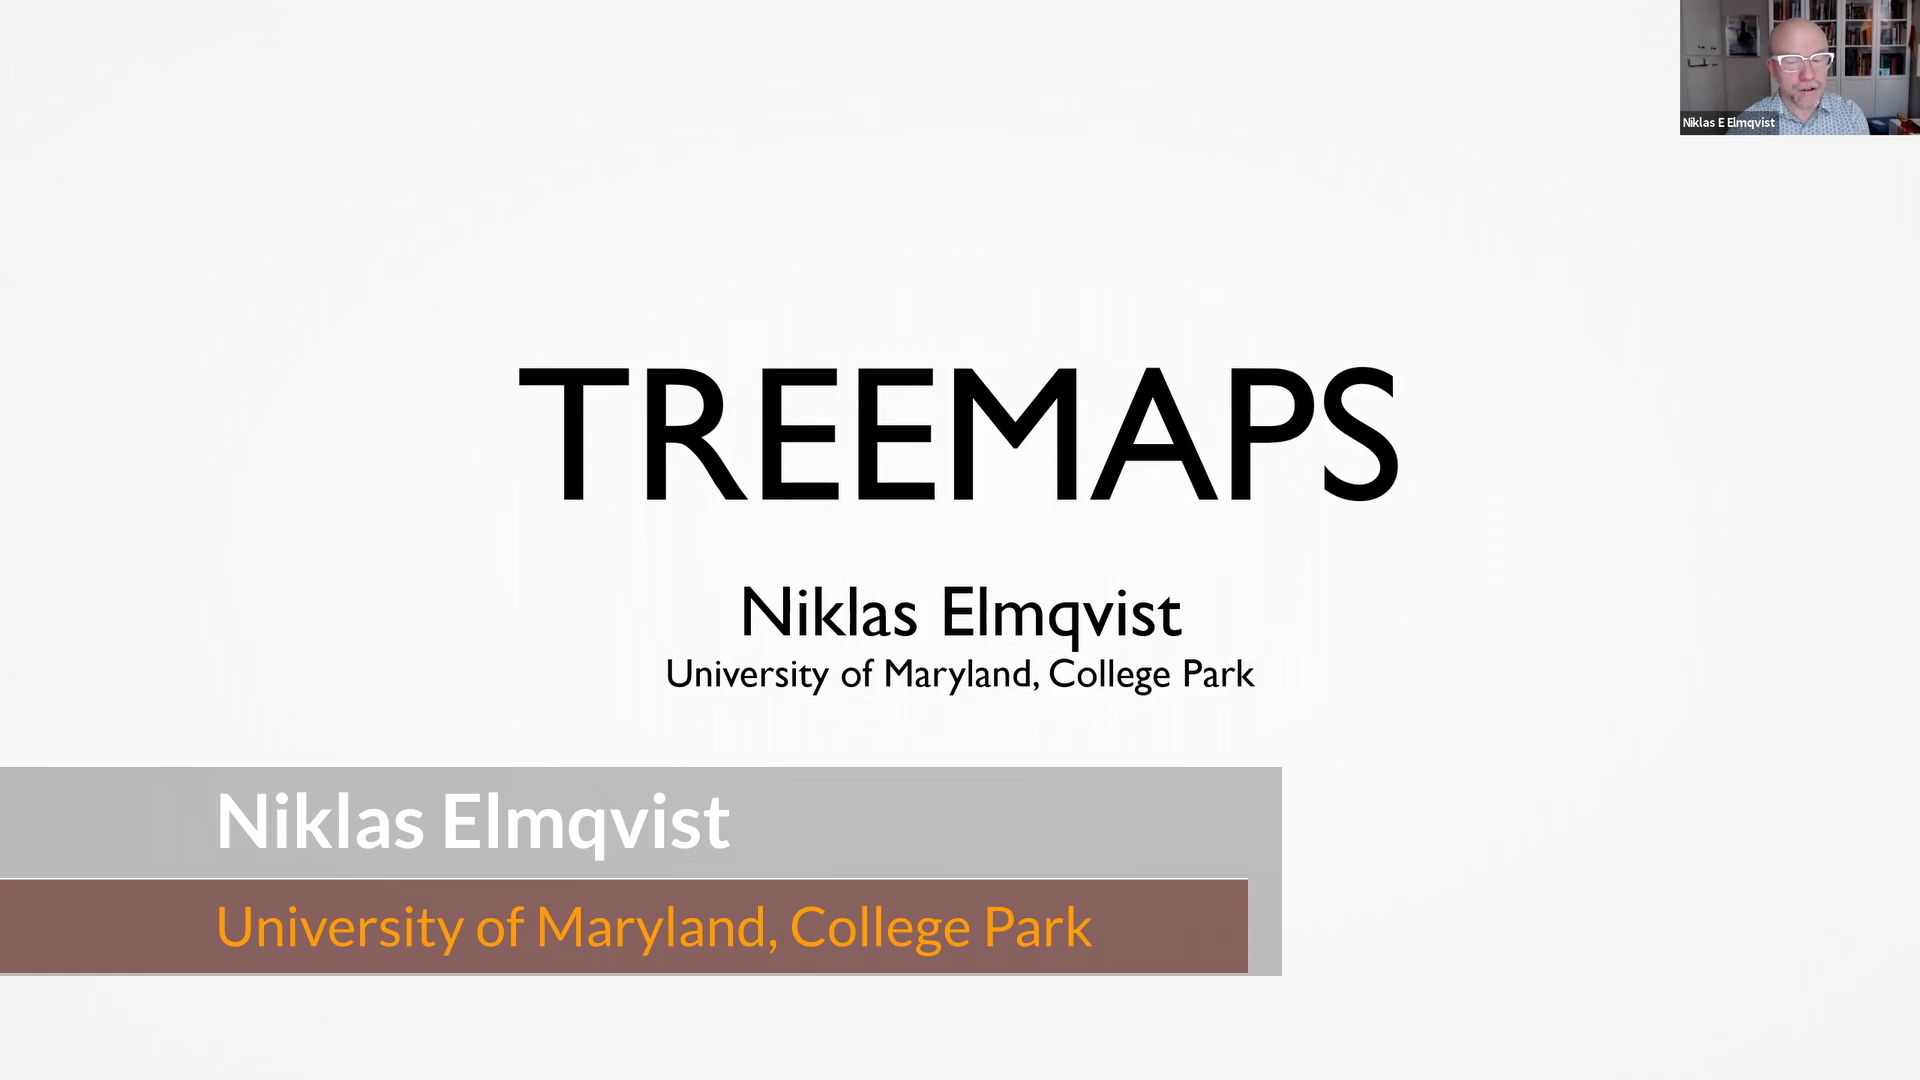 Niklas E Elmqvist
TREEMAPS
Niklas Elmqvist
University of Maryland, College Park
Niklas Elmqvist
University of Maryland, College Park